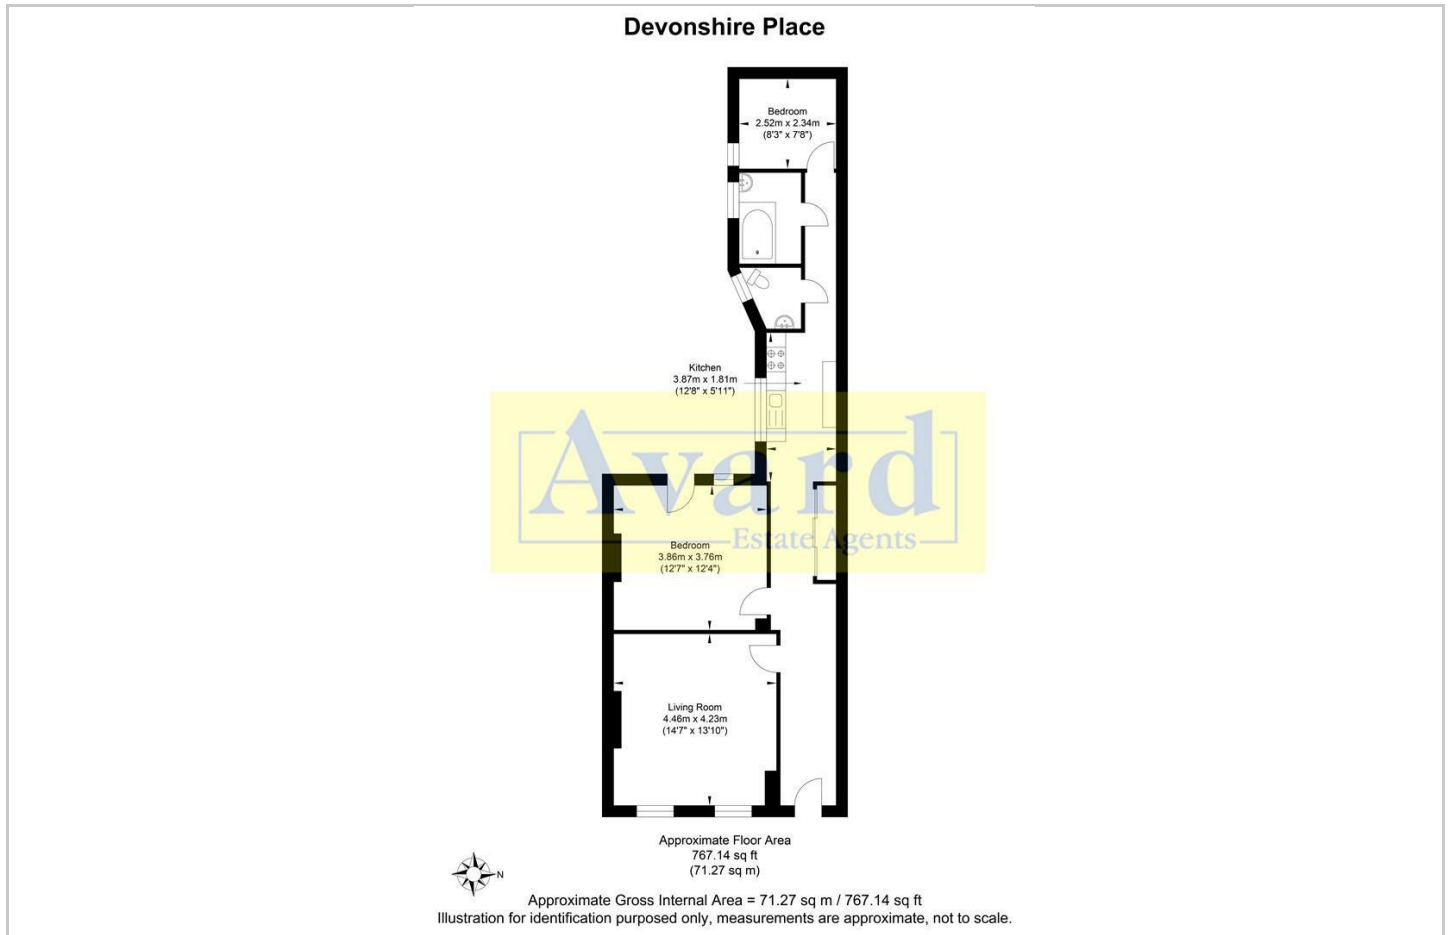 Devonshire Place
Bedroom
2.52m x 2.34m
(8'3" x 7'8")
Kitchen
3.87m x 1.81m
(12'8" x 5'11")
Avard
Estate Agents
Bedroom
3.86m x 3.76m
(12'7" x 12'4")
Living Room
4.46m x 4.23m
(14'7" x 13'10")
Approximate Floor Area
767.14 sq ft
(71.27 sq m)
N
Approximate Gross Internal Area = 71.27 sq m / 767.14 sq ft
Illustration for identification purposed only, measurements are approximate, not to scale.